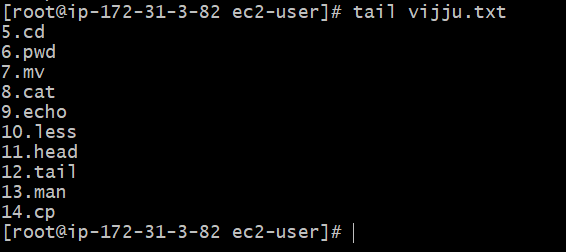 [root@ip-172-31-3-82 ec2-user]# tail vijju.txt
5.cd
6.pwd
7.mv
8.cat
9.echo
10.less
11.head
12.tail
13.man
14.cp
[root@ip-172-31-3-82 ec2-user]#